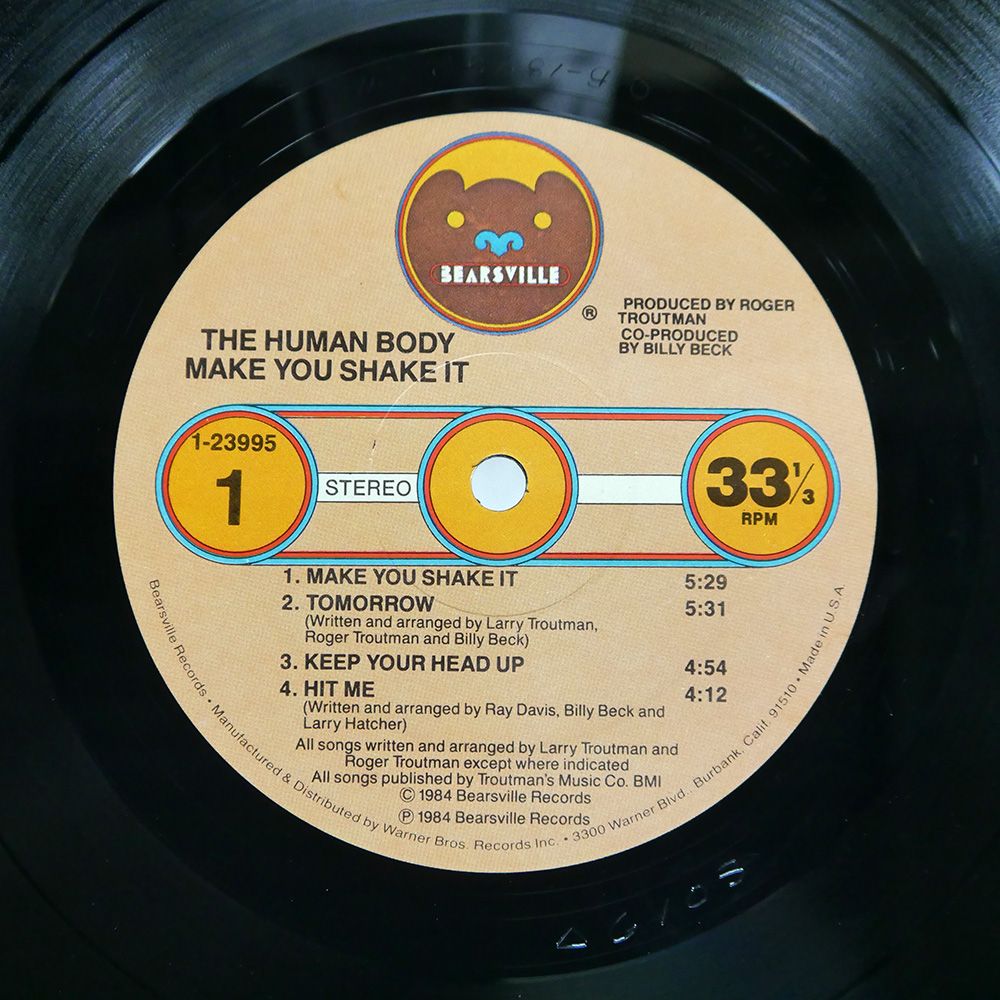 BEARSVILLE
®
PRODUCED BY ROGER
TROUTMAN
CO-PRODUCED
BY BILLY BECK
THE HUMAN BODY
MAKE YOU SHAKE IT
1-23995
1
STEREO
33 1/3
RPM
1. MAKE YOU SHAKE IT 5:29
2. TOMORROW 5:31
(Written and arranged by Larry Troutman,
Roger Troutman and Billy Beck)
3. KEEP YOUR HEAD UP 4:54
4. HIT ME 4:12
(Written and arranged by Ray Davis, Billy Beck and
Larry Hatcher)
All songs written and arranged by Larry Troutman and
Roger Troutman except where indicated
All songs published by Troutman's Music Co. BMI
© 1984 Bearsville Records
℗ 1984 Bearsville Records
Bearsville Records • Manufactured & Distributed by Warner Bros. Records Inc. • 3300 Warner Blvd., Burbank, Calif. 91510 • Made in U.S.A.